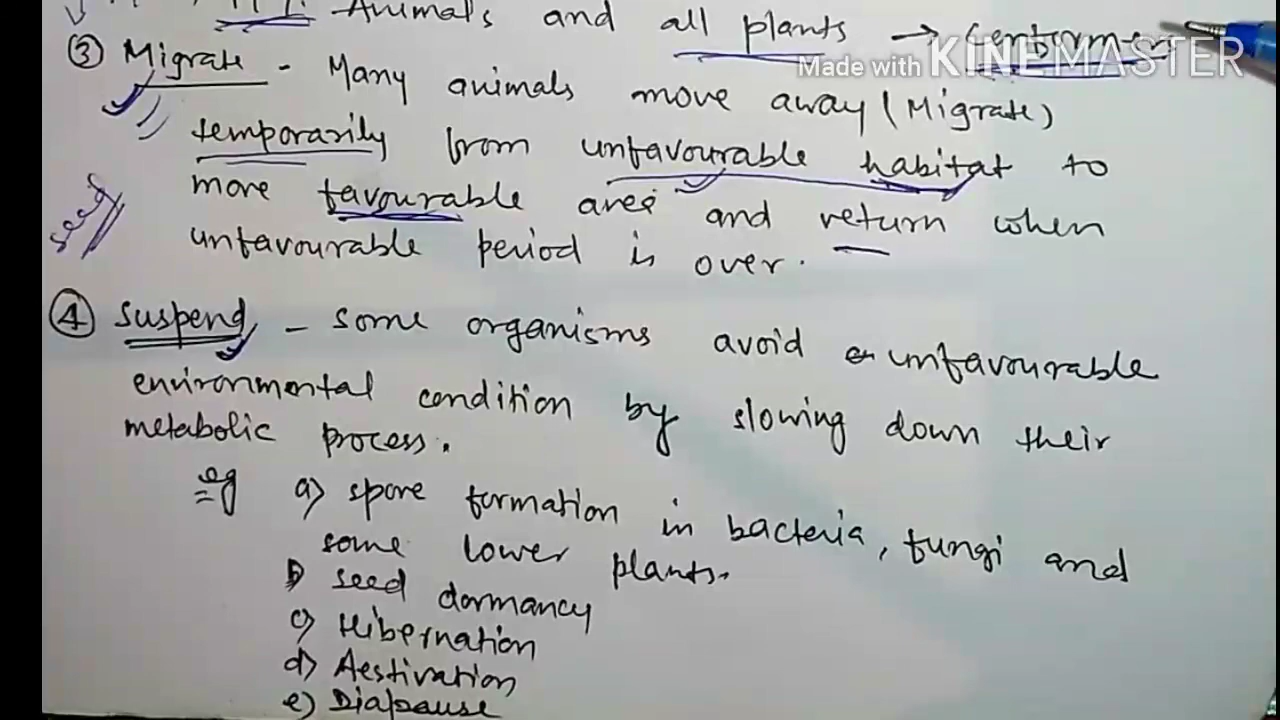 Animals and all plants → Conformers
Made with KINEMASTER
③ Migrate - Many animals move away (Migrate)
temporarily from unfavourable habitat to
more favourable area and return when
unfavourable period is over.
seed
④ Suspend - some organisms avoid unfavourable
environmental condition by slowing down their
metabolic process.
eg a) spore formation in bacteria, fungi and
some lower plants.
b) seed dormancy
c) Hibernation
d) Aestivation
e) Diapause